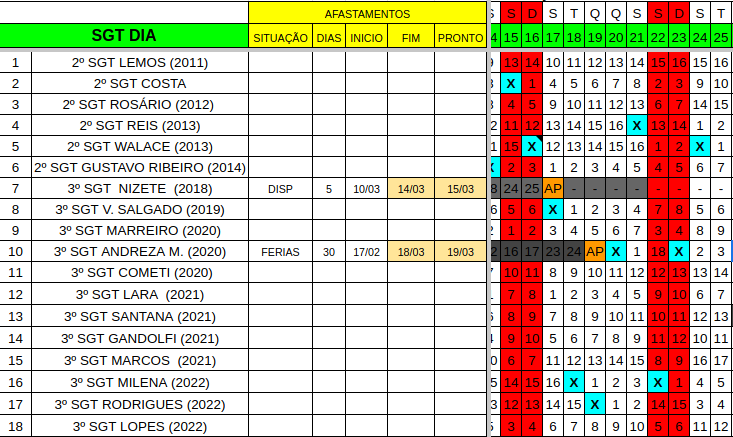 AFASTAMENTOS S D S T Q Q S S D S T
SGT DIA SITUAÇÃO DIAS INICIO FIM PRONTO 4 15 16 17 18 19 20 21 22 23 24 25
1 2º SGT LEMOS (2011) 13 14 10 11 12 13 14 15 16 15 16
2 2º SGT COSTA X 1 4 5 6 7 8 2 3 9 10
3 2º SGT ROSÁRIO (2012) 4 5 9 10 11 12 13 6 7 14 15
4 2º SGT REIS (2013) 2 11 12 13 14 15 16 X 13 14 1 2
5 2º SGT WALACE (2013) 1 15 X 12 13 14 15 16 1 2 X 1
6 2º SGT GUSTAVO RIBEIRO (2014) X 2 3 1 2 3 4 5 4 5 6 7
7 3º SGT NIZETE (2018) DISP 5 10/03 14/03 15/03 8 24 25 AP - - - - - - - -
8 3º SGT V. SALGADO (2019) 6 5 6 X 1 2 3 4 7 8 5 6
9 3º SGT MARREIRO (2020) 2 1 2 3 4 5 6 7 3 4 8 9
10 3º SGT ANDREZA M. (2020) FERIAS 30 17/02 18/03 19/03 2 16 17 23 24 AP X 1 18 X 2 3
11 3º SGT COMETI (2020) 10 11 8 9 10 11 12 12 13 13 14
12 3º SGT LARA (2021) 7 8 1 2 3 4 5 9 10 6 7
13 3º SGT SANTANA (2021) 8 9 7 8 9 10 11 10 11 12 13
14 3º SGT GANDOLFI (2021) 9 10 5 6 7 8 9 11 12 10 11
15 3º SGT MARCOS (2021) 0 6 7 11 12 13 14 15 8 9 16 17
16 3º SGT MILENA (2022) 5 14 15 16 X 1 2 3 X 1 4 5
17 3º SGT RODRIGUES (2022) 12 13 14 15 X 1 2 14 15 3 4
18 3º SGT LOPES (2022) 3 4 6 7 8 9 10 5 6 11 12